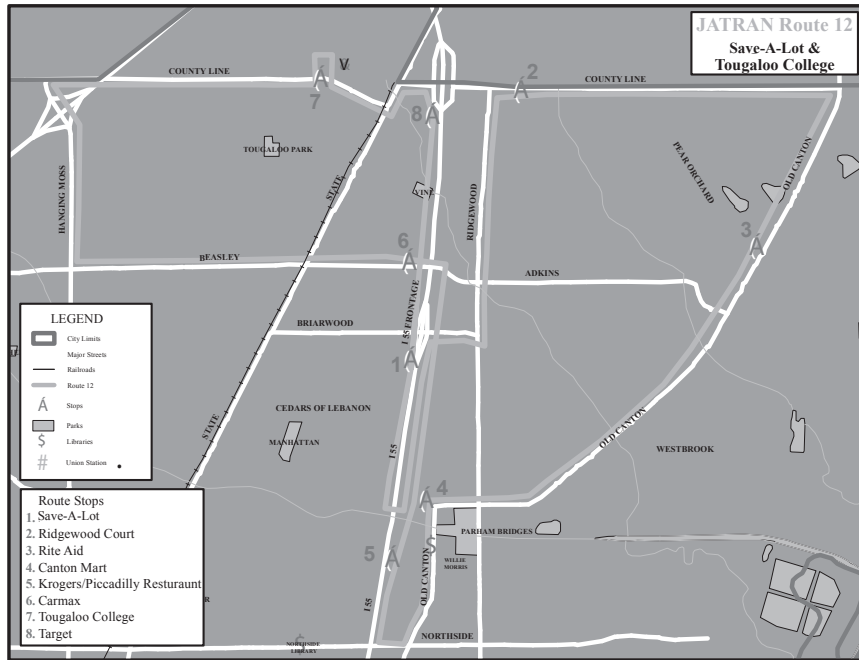 JATRAN Route 12
Save-A-Lot &
Tougaloo College
COUNTY LINE
V
7
2
COUNTY LINE
8
TOUGALOO PARK
STATE
VINE
RIDGEWOOD
PEAR ORCHARD
OLD CANTON
HANGING MOSS
3
6
BEASLEY
ADKINS
I 55 FRONTAGE
BRIARWOOD
1
LEGEND
City Limits
Major Streets
Railroads
Route 12
Á Stops
Parks
$ Libraries
# Union Station
CEDARS OF LEBANON
MANHATTAN
STATE
I 55
OLD CANTON
WESTBROOK
4
PARHAM BRIDGES
WILLIE
MORRIS
5
OLD CANTON
I 55
NORTHSIDE
NORTHSIDE
LIBRARY
Route Stops
1. Save-A-Lot
2. Ridgewood Court
3. Rite Aid
4. Canton Mart
5. Krogers/Piccadilly Resturaunt
6. Carmax
7. Tougaloo College
8. Target